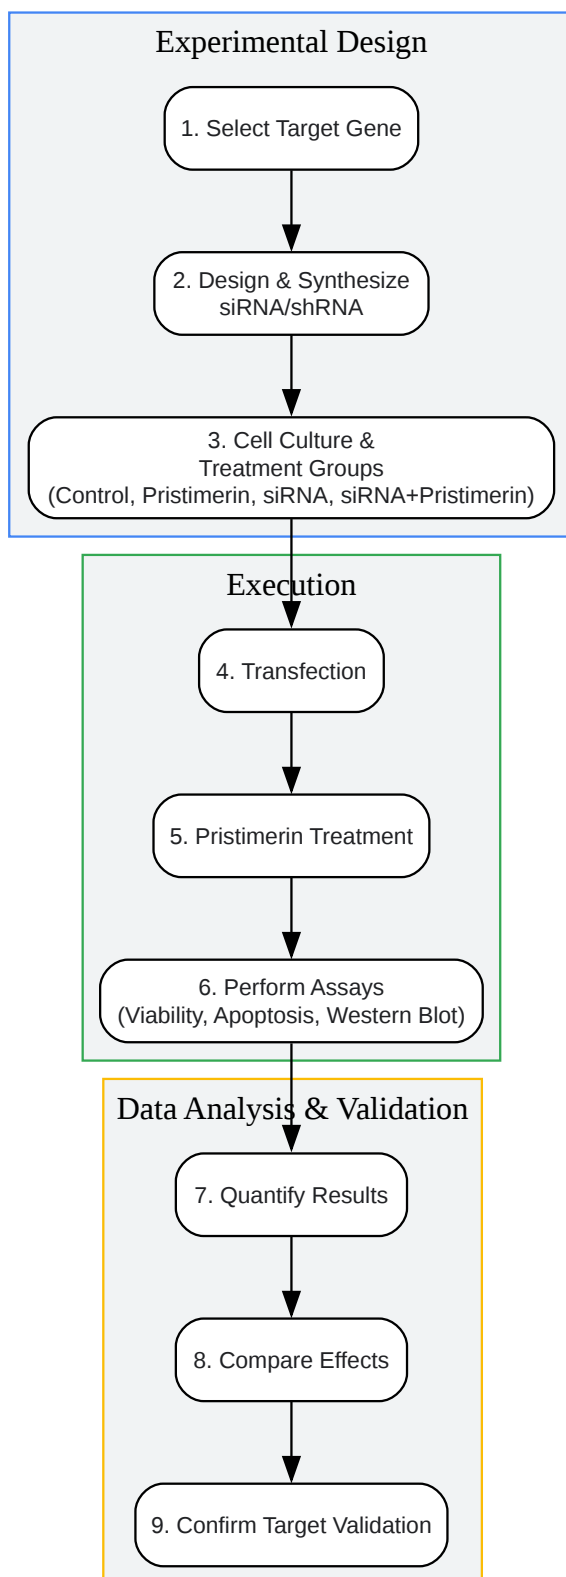 Experimental Design
1. Select Target Gene
2. Design & Synthesize
siRNA/shRNA
3. Cell Culture &
Treatment Groups
(Control, Pristimerin, siRNA, siRNA+Pristimerin)
Execution
4. Transfection
5. Pristimerin Treatment
6. Perform Assays
(Viability, Apoptosis, Western Blot)
Data Analysis & Validation
7. Quantify Results
8. Compare Effects
9. Confirm Target Validation